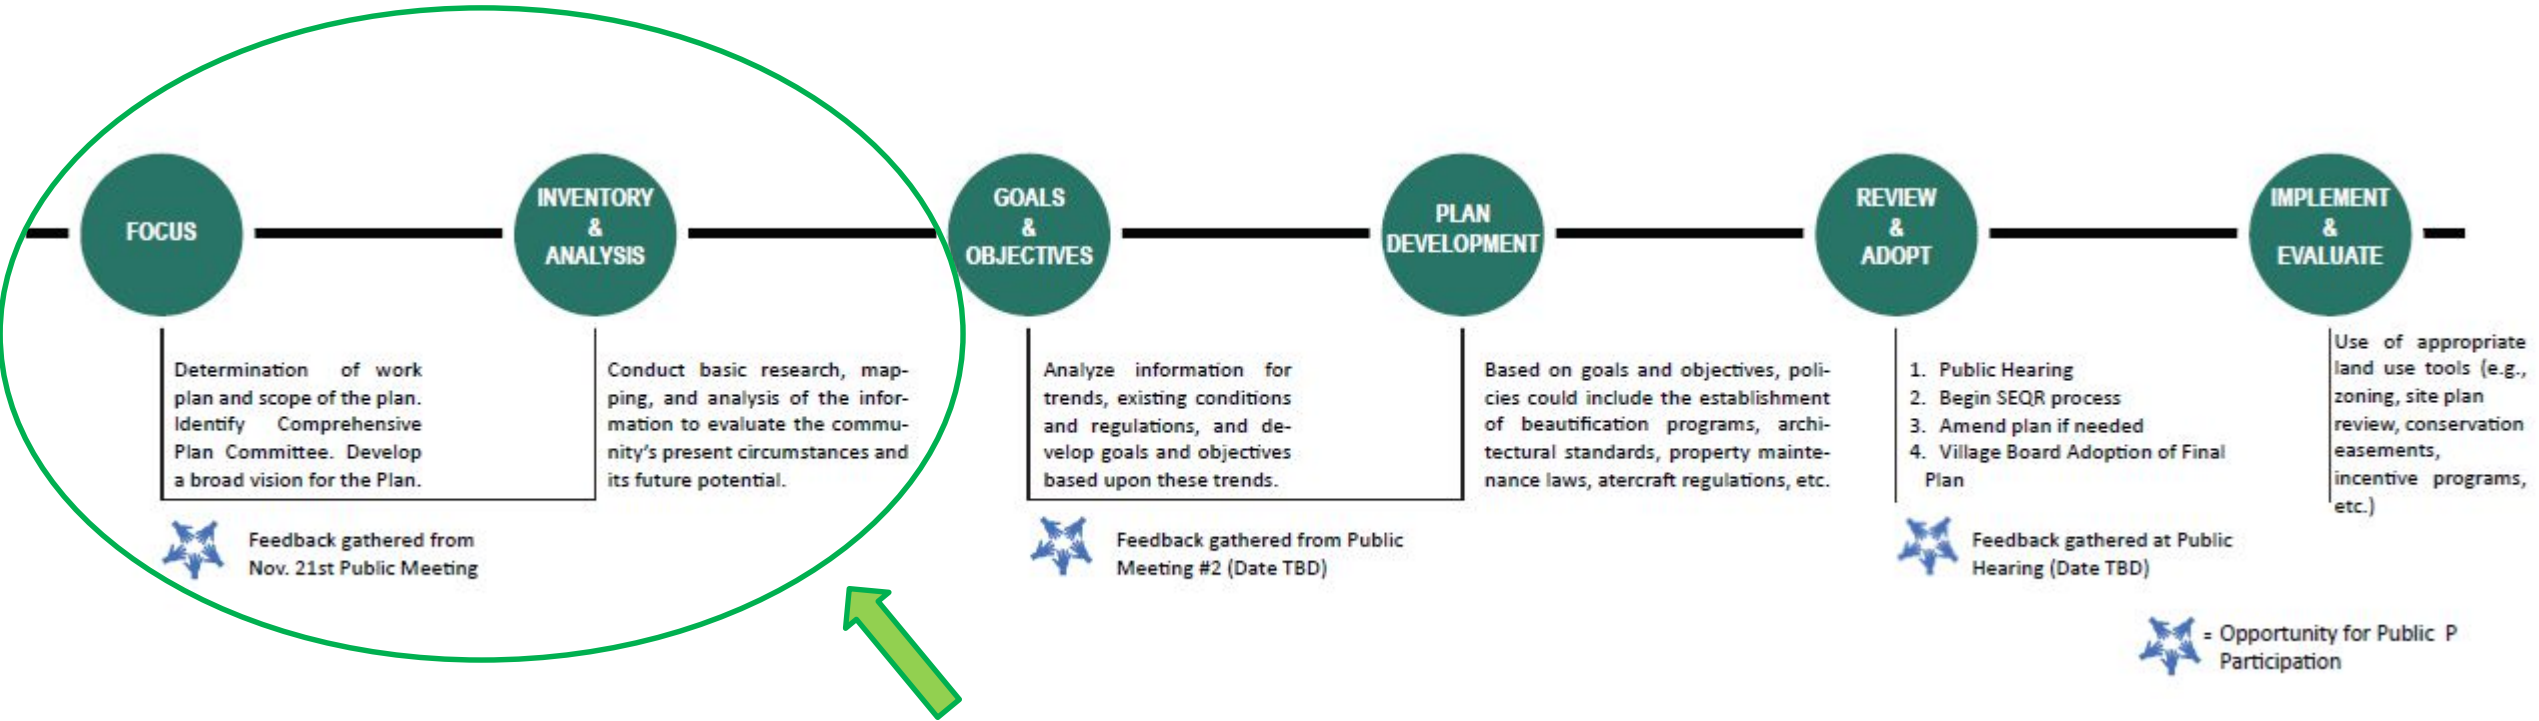 FOCUS
INVENTORY
&
ANALYSIS
GOALS
&
OBJECTIVES
PLAN
DEVELOPMENT
REVIEW
&
ADOPT
IMPLEMENT
&
EVALUATE
Determination of work
plan and scope of the plan.
Identify Comprehensive
Plan Committee. Develop
a broad vision for the Plan.
Conduct basic research, map-
ping, and analysis of the infor-
mation to evaluate the commu-
nity's present circumstances and
its future potential.
Analyze information for
trends, existing conditions
and regulations, and de-
velop goals and objectives
based upon these trends.
Based on goals and objectives, poli-
cies could include the establishment
of beautification programs, archi-
tectural standards, property mainte-
nance laws, atercraft regulations, etc.
1. Public Hearing
2. Begin SEQR process
3. Amend plan if needed
4. Village Board Adoption of Final
Plan
Use of appropriate
land use tools (e.g.,
zoning, site plan
review, conservation
easements,
incentive programs,
etc.)
Feedback gathered from
Nov. 21st Public Meeting
Feedback gathered from Public
Meeting #2 (Date TBD)
Feedback gathered at Public
Hearing (Date TBD)
= Opportunity for Public P
Participation